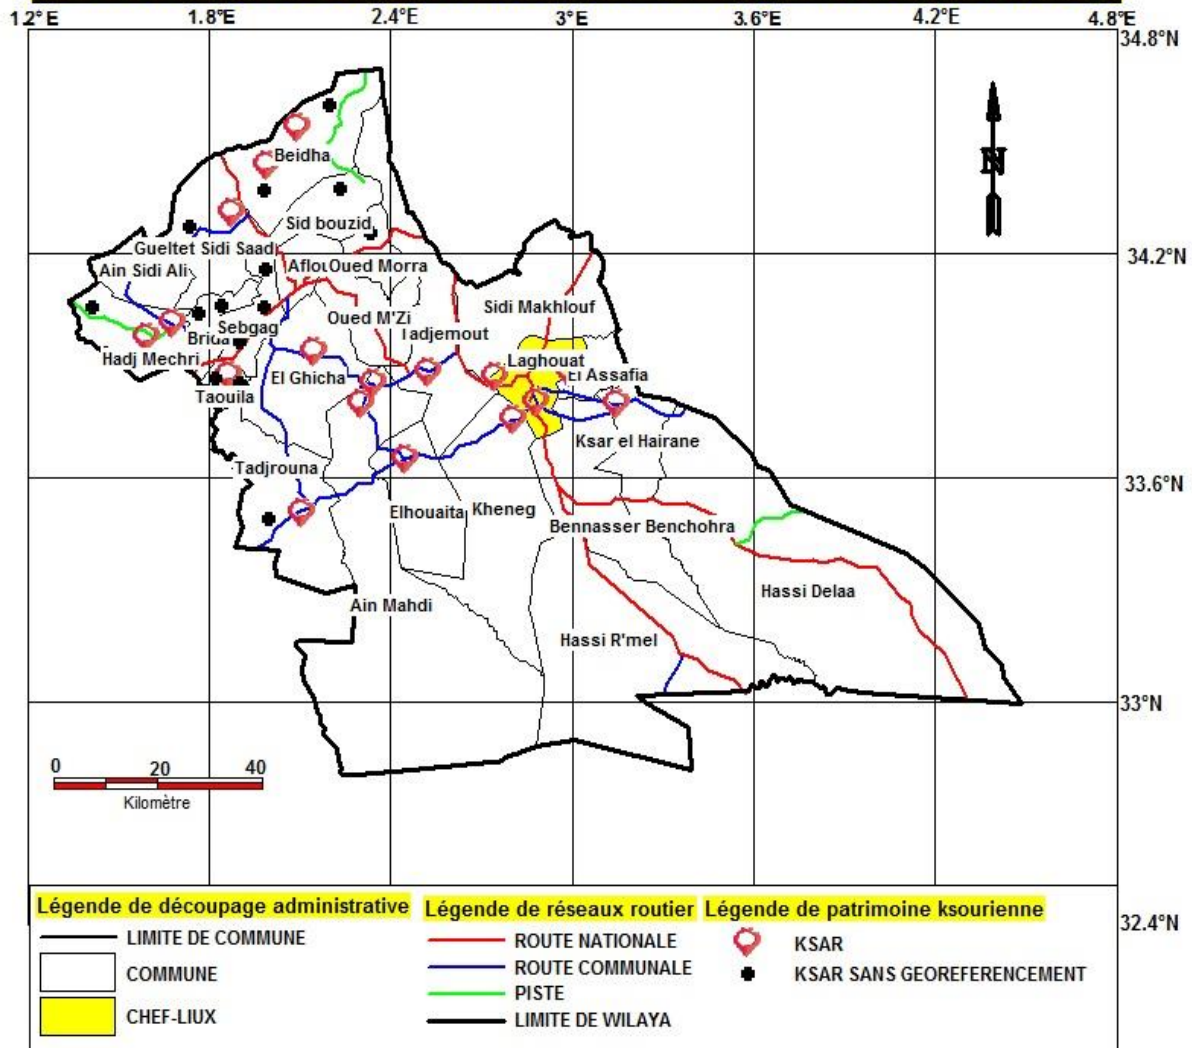 12°E 1.8°E 2.4°E 3°E 3.6°E 4.2°E 4.8°E
34.8°N
N
Beidha
Sid bouzid
Gueltet Sidi Saadi
34.2°N
Ain Sidi Ali
Aflou
Oued Morra
Sidi Makhlouf
Oued M'Zi
Sebgag
Tadjemout
Brida
Hadj Mechri
Laghouat
El Ghicha
El Assafia
Taouila
Ksar el Hairane
Tadjrouna
33.6°N
Elhouaita
Kheneg
Bennasser Benchohra
Hassi Delaa
Ain Mahdi
Hassi R'mel
33°N
0 20 40
Kilomètre
Légende de découpage administrative
LIMITE DE COMMUNE
COMMUNE
CHEF-LIUX
Légende de réseaux routier
ROUTE NATIONALE
ROUTE COMMUNALE
PISTE
LIMITE DE WILAYA
Légende de patrimoine ksourienne
KSAR
KSAR SANS GEOREFERENCEMENT
32.4°N